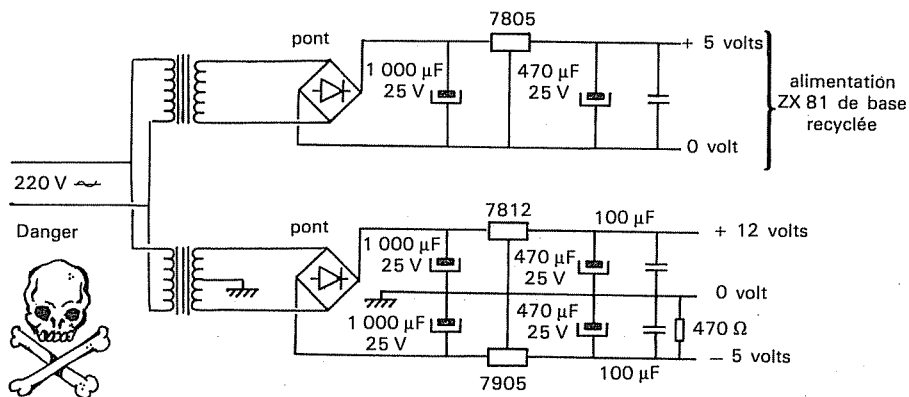 7805
pont
+ 5 volts
1 000 µF
25 V
470 µF
25 V
alimentation
ZX 81 de base
recyclée
0 volt
220 V
Danger
7812
pont
100 µF
+ 12 volts
1 000 µF
25 V
470 µF
25 V
0 volt
1 000 µF
25 V
470 µF
25 V
470 Ω
− 5 volts
7905
100 µF